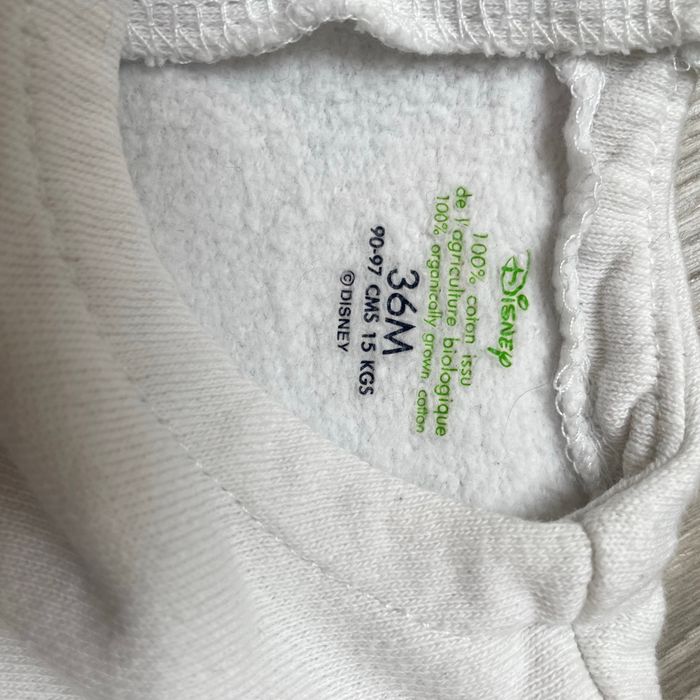 Disney
100% coton issu
de l'agriculture biologique
100% organically grown cotton
36M
90-97 CMS 15 KGS
© DISNEY